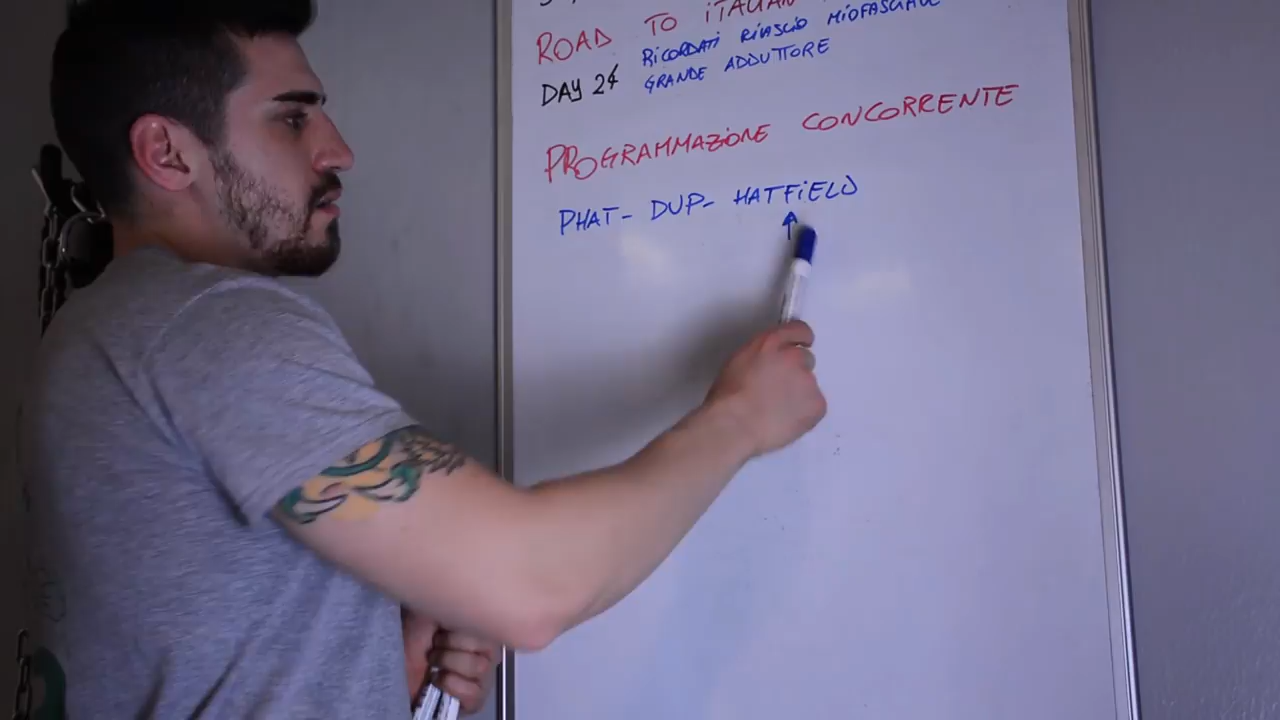 ROAD TO ITALIAN
RICORDATI RILASCIO MIOFASCIALE
DAY 24 GRANDE ADDUTTORE
PROGRAMMAZIONE CONCORRENTE
PHAT- DUP- HATFIELD